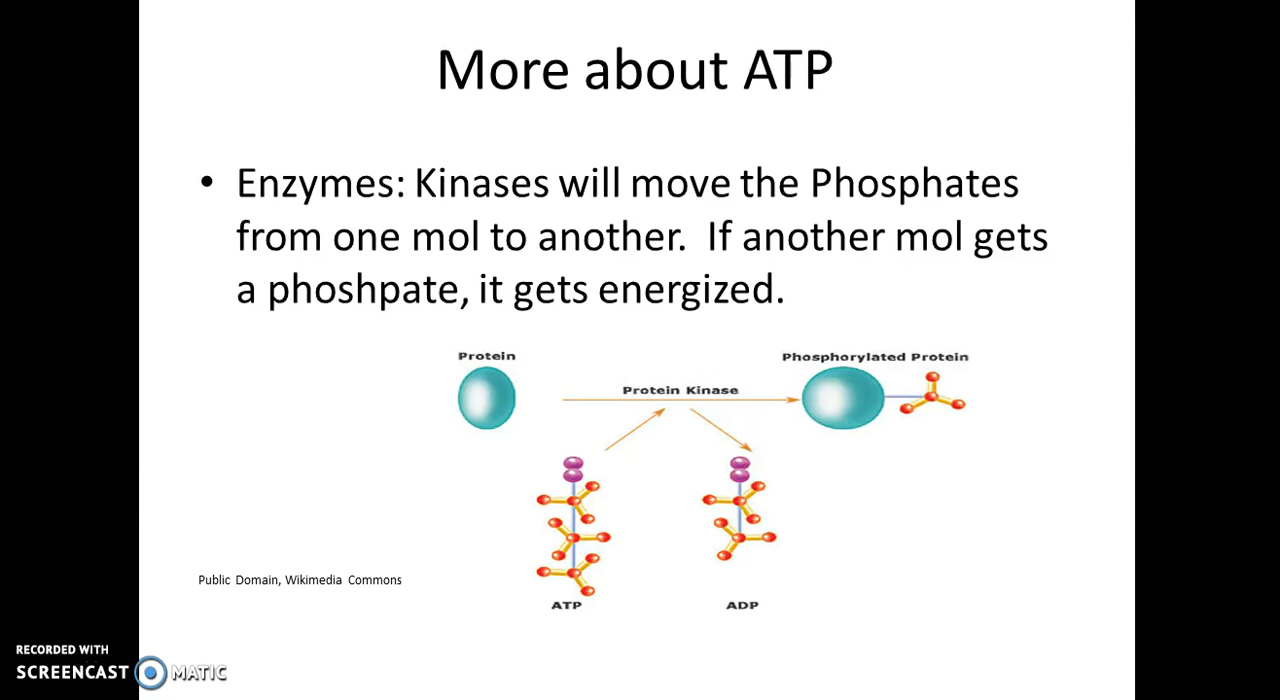 More about ATP
• Enzymes: Kinases will move the Phosphates
from one mol to another.  If another mol gets
a phoshpate, it gets energized.
Protein
Phosphorylated Protein
Protein Kinase
Public Domain, Wikimedia Commons
ATP
ADP
RECORDED WITH
SCREENCAST MATIC